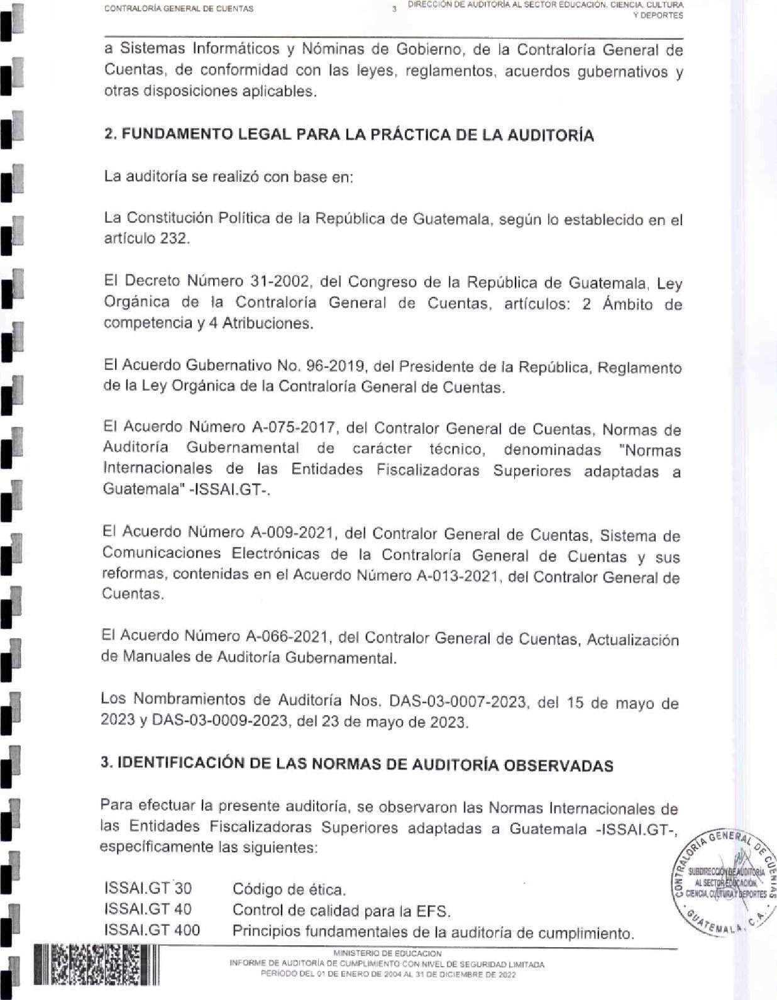 CONTRALORÍA GENERAL DE CUENTAS
3
DIRECCIÓN DE AUDITORÍA AL SECTOR EDUCACIÓN, CIENCIA, CULTURA
Y DEPORTES
a Sistemas Informáticos y Nóminas de Gobierno, de la Contraloría General de
Cuentas, de conformidad con las leyes, reglamentos, acuerdos gubernativos y
otras disposiciones aplicables.
2. FUNDAMENTO LEGAL PARA LA PRÁCTICA DE LA AUDITORÍA
La auditoría se realizó con base en:
La Constitución Política de la República de Guatemala, según lo establecido en el
artículo 232.
El Decreto Número 31-2002, del Congreso de la República de Guatemala, Ley
Orgánica de la Contraloría General de Cuentas, artículos: 2 Ámbito de
competencia y 4 Atribuciones.
El Acuerdo Gubernativo No. 96-2019, del Presidente de la República, Reglamento
de la Ley Orgánica de la Contraloría General de Cuentas.
El Acuerdo Número A-075-2017, del Contralor General de Cuentas, Normas de
Auditoría Gubernamental de carácter técnico, denominadas "Normas
Internacionales de las Entidades Fiscalizadoras Superiores adaptadas a
Guatemala" -ISSAI.GT-.
El Acuerdo Número A-009-2021, del Contralor General de Cuentas, Sistema de
Comunicaciones Electrónicas de la Contraloría General de Cuentas y sus
reformas, contenidas en el Acuerdo Número A-013-2021, del Contralor General de
Cuentas.
El Acuerdo Número A-066-2021, del Contralor General de Cuentas, Actualización
de Manuales de Auditoría Gubernamental.
Los Nombramientos de Auditoría Nos. DAS-03-0007-2023, del 15 de mayo de
2023 y DAS-03-0009-2023, del 23 de mayo de 2023.
3. IDENTIFICACIÓN DE LAS NORMAS DE AUDITORÍA OBSERVADAS
Para efectuar la presente auditoría, se observaron las Normas Internacionales de
las Entidades Fiscalizadoras Superiores adaptadas a Guatemala -ISSAI.GT-,
específicamente las siguientes:
ISSAI.GT 30 Código de ética.
ISSAI.GT 40 Control de calidad para la EFS.
ISSAI.GT 400 Principios fundamentales de la auditoría de cumplimiento.
CONTRALORÍA GENERAL DE CUENTAS
SUBDIRECCIÓN DE AUDITORÍA
AL SECTOR EDUCACIÓN,
CIENCIA, CULTURA Y DEPORTES
GUATEMALA, C.A.
MINISTERIO DE EDUCACION
INFORME DE AUDITORÍA DE CUMPLIMIENTO CON NIVEL DE SEGURIDAD LIMITADA
PERÍODO DEL 01 DE ENERO DE 2004 AL 31 DE DICIEMBRE DE 2022